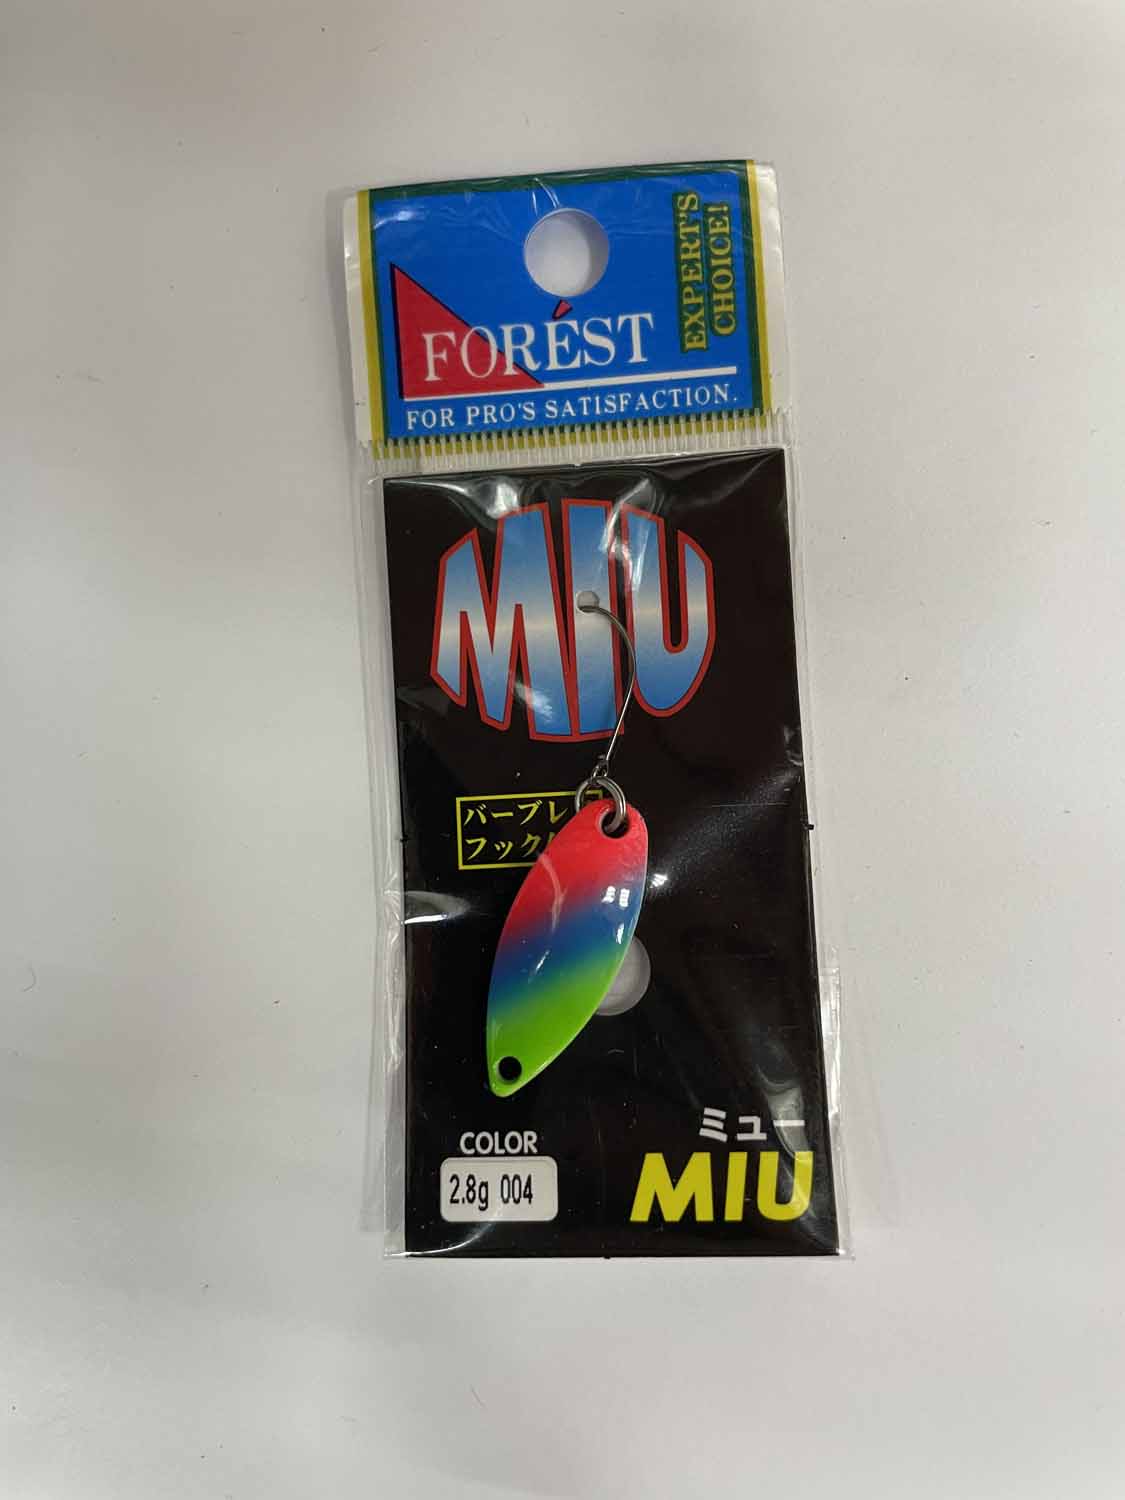 EXPERT'S
CHOICE!
FORÉST
FOR PRO'S SATISFACTION.
MIU
バーブレ
フック
COLOR
2.8g 004
ミュー
MIU